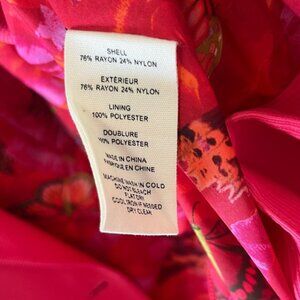 SHELL
76% RAYON 24% NYLON
EXTÉRIEUR
76% RAYON 24% NYLON
LINING
100% POLYESTER
DOUBLURE
100% POLYESTER
MADE IN CHINA
FABRIQUÉ EN CHINE
MACHINE WASH IN COLD
DO NOT BLEACH
FLAT DRY
COOL IRON IF NEEDED
DRY CLEAR